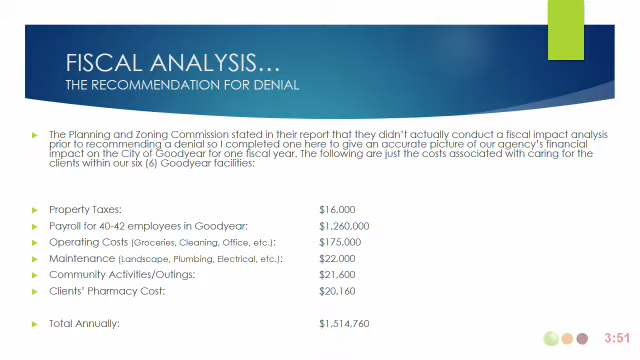 FISCAL ANALYSIS…
THE RECOMMENDATION FOR DENIAL
The Planning and Zoning Commission stated in their report that they didn't actually conduct a fiscal impact analysis
prior to recommending a denial so I completed one here to give an accurate picture of our agency's financial
impact on the City of Goodyear for one fiscal year. The following are just the costs associated with caring for the
clients within our six (6) Goodyear facilities:
Property Taxes: $16,000
Payroll for 40-42 employees in Goodyear: $1,260,000
Operating Costs (Groceries, Cleaning, Office, etc.): $175,000
Maintenance (Landscape, Plumbing, Electrical, etc.): $22,000
Community Activities/Outings: $21,600
Clients' Pharmacy Cost: $20,160
Total Annually: $1,514,760
3:51